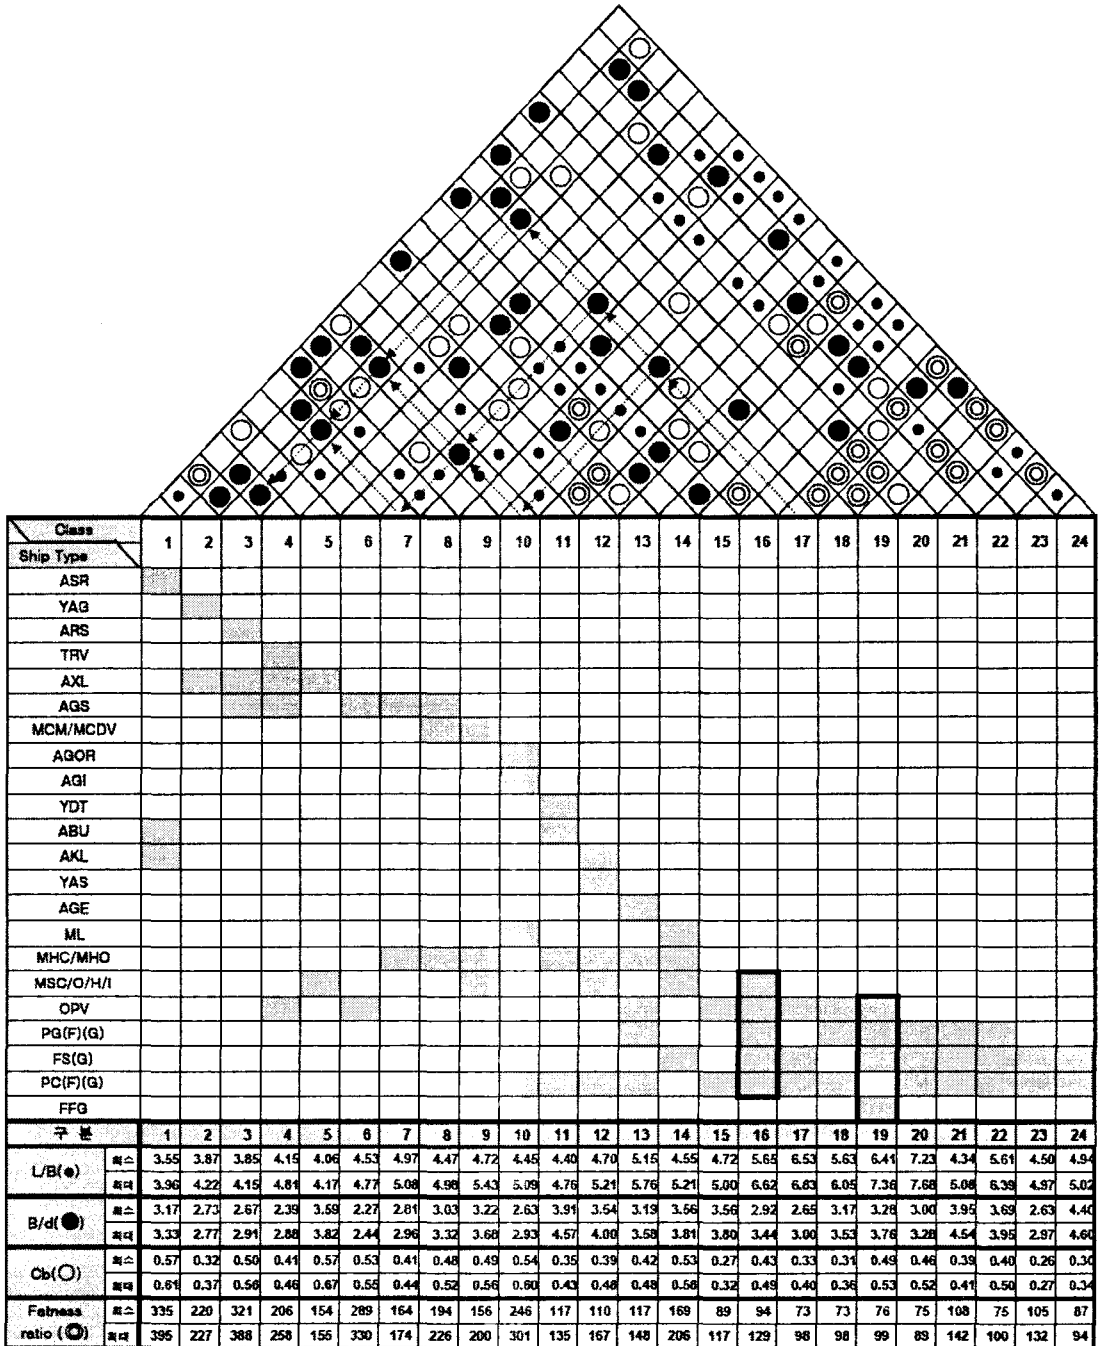 Class 1 2 3 4 5 6 7 8 9 10 11 12 13 14 15 16 17 18 19 20 21 22 23 24
Ship Type
ASR
YAG
ARS
TRV
AXL
AGS
MCM/MCDV
AGOR
AGI
YDT
ABU
AKL
YAS
AGE
ML
MHC/MHO
MSC/O/H/I
OPV
PG(F)(G)
FS(G)
PC(F)(G)
FFG
구 분 1 2 3 4 5 6 7 8 9 10 11 12 13 14 15 16 17 18 19 20 21 22 23 24
L/B(●) 최소 3.55 3.87 3.85 4.15 4.06 4.53 4.97 4.47 4.72 4.45 4.40 4.70 5.15 4.55 4.72 5.65 6.53 5.63 6.41 7.23 4.34 5.61 4.50 4.94
최대 3.96 4.22 4.15 4.81 4.17 4.77 5.08 4.98 5.43 5.09 4.76 5.21 5.76 5.21 5.00 6.62 6.83 6.05 7.36 7.68 5.08 6.39 4.97 5.02
B/d(●) 최소 3.17 2.73 2.67 2.39 3.59 2.27 2.81 3.03 3.22 2.63 3.91 3.54 3.19 3.56 3.56 2.92 2.65 3.17 3.28 3.00 3.95 3.69 2.63 4.40
최대 3.33 2.77 2.91 2.88 3.82 2.44 2.96 3.32 3.68 2.93 4.57 4.00 3.58 3.81 3.80 3.44 3.00 3.53 3.76 3.28 4.54 3.95 2.97 4.60
Cb(○) 최소 0.57 0.32 0.50 0.41 0.57 0.53 0.41 0.48 0.49 0.54 0.35 0.39 0.42 0.53 0.27 0.43 0.33 0.31 0.49 0.46 0.39 0.40 0.26 0.30
최대 0.61 0.37 0.56 0.46 0.67 0.55 0.44 0.52 0.56 0.60 0.43 0.48 0.48 0.58 0.32 0.49 0.40 0.36 0.53 0.52 0.41 0.50 0.27 0.34
Fatness 최소 335 220 321 206 154 289 164 194 156 246 117 110 117 169 89 94 73 73 76 75 108 75 105 87
ratio (◎) 최대 395 227 388 258 155 330 174 226 200 301 135 167 148 206 117 129 98 98 99 89 142 100 132 94